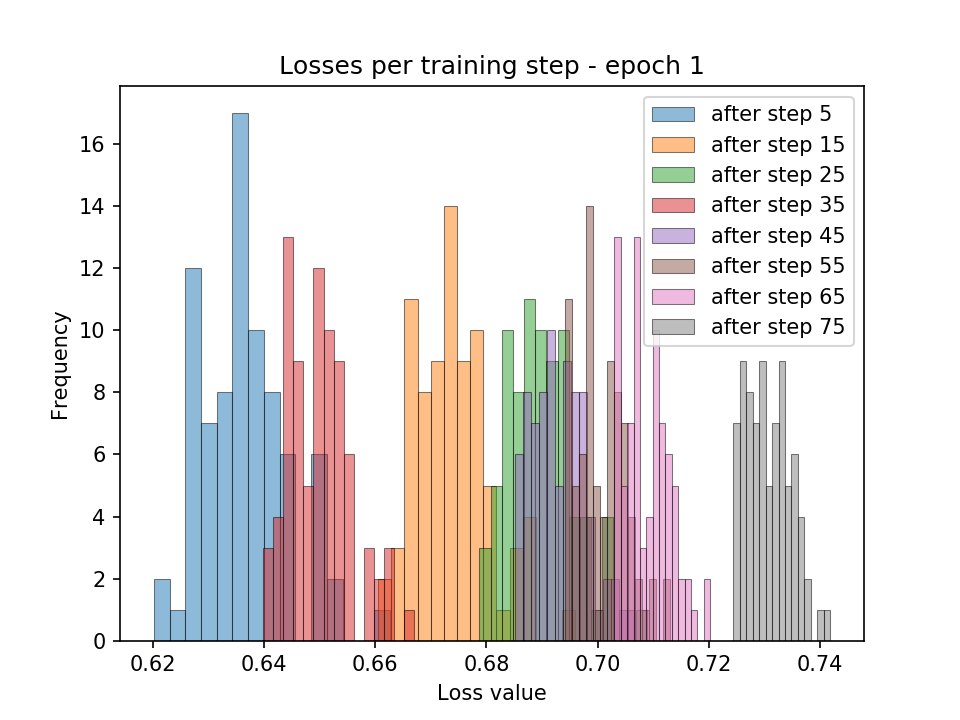 Losses per training step - epoch 1
after step 5
after step 15
after step 25
after step 35
after step 45
after step 55
after step 65
after step 75
Frequency
16
14
12
10
8
6
4
2
0
0.62 0.64 0.66 0.68 0.70 0.72 0.74
Loss value